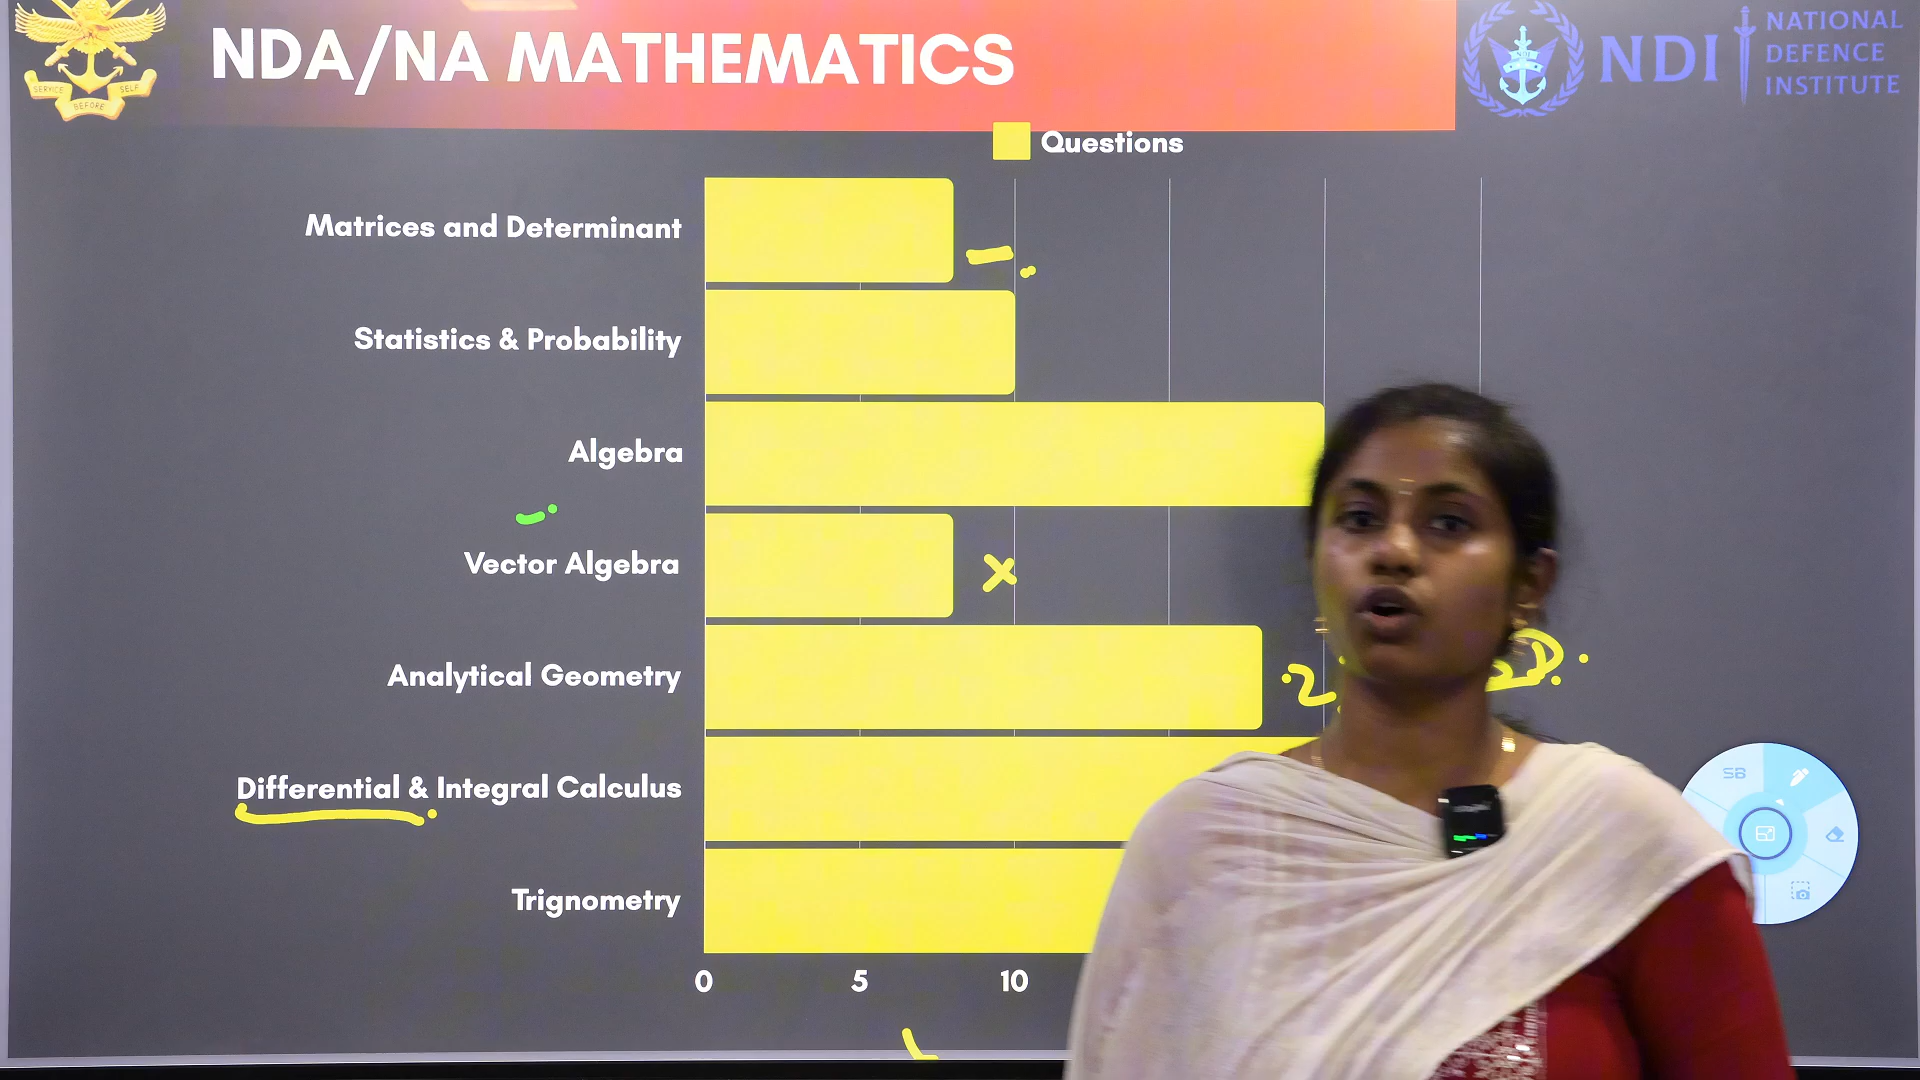 NDA/NA MATHEMATICS
SERVICE BEFORE SELF
NDI
NATIONAL
DEFENCE
INSTITUTE
Questions
Matrices and Determinant
Statistics & Probability
Algebra
Vector Algebra
Analytical Geometry
Differential & Integral Calculus
Trignometry
0 5 10
SB